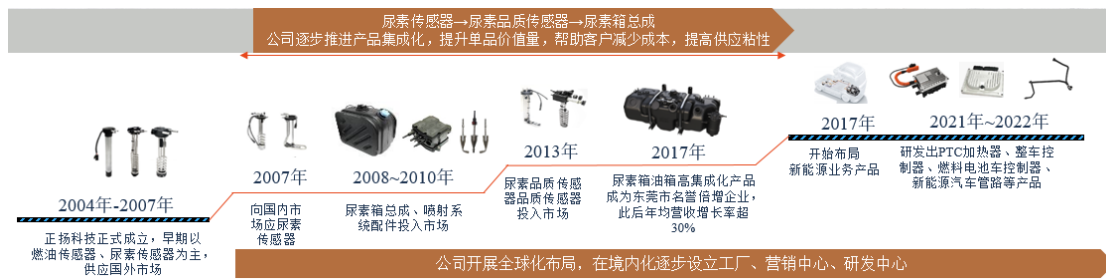 尿素传感器→尿素品质传感器→尿素箱总成
公司逐步推进产品集成化，提升单品价值量，帮助客户减少成本，提高供应粘性
2004年-2007年
正扬科技正式成立，早期以
燃油传感器、尿素传感器为主，
供应国外市场
2007年
向国内市
场应尿素
传感器
2008~2010年
尿素箱总成、喷射系
统配件投入市场
2013年
尿素品质传感
器品质传感器
投入市场
2017年
尿素箱油箱高集成化产品
成为东莞市名誉倍增企业，
此后年均营收增长率超
30%
2017年
开始布局
新能源业务产品
2021年~2022年
研发出PTC加热器、整车控
制器、燃料电池车控制器、
新能源汽车管路等产品
公司开展全球化布局，在境内化逐步设立工厂、营销中心、研发中心